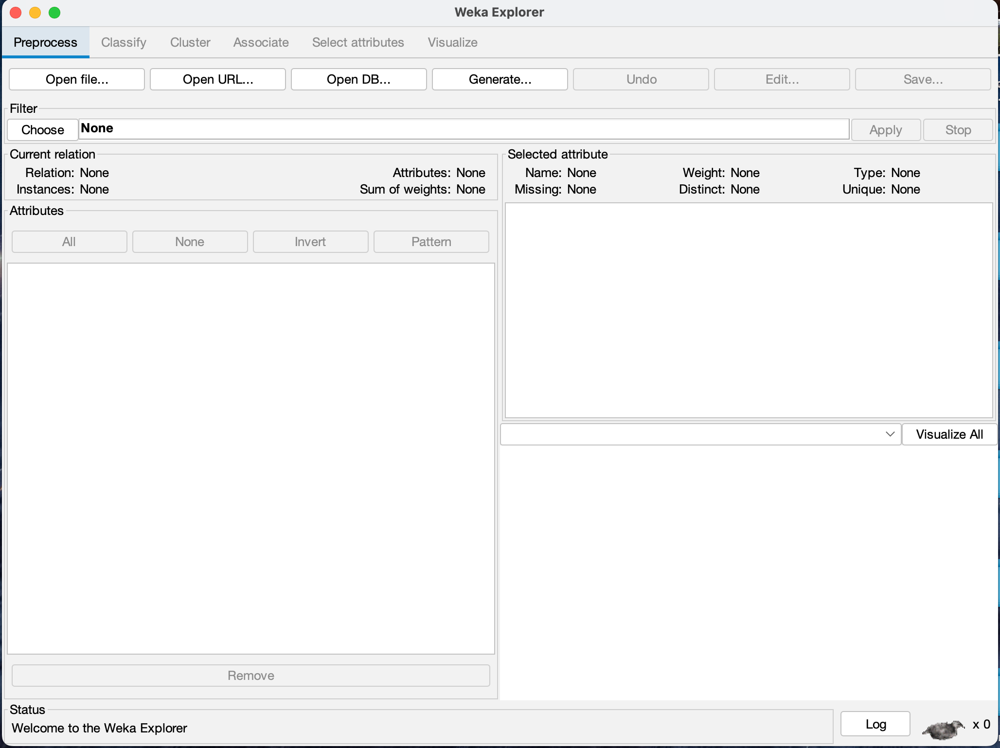 Weka Explorer
Preprocess Classify Cluster Associate Select attributes Visualize
Open file... Open URL... Open DB... Generate... Undo Edit... Save...
Filter
Choose None Apply Stop
Current relation
Relation: None Attributes: None
Instances: None Sum of weights: None
Selected attribute
Name: None Weight: None Type: None
Missing: None Distinct: None Unique: None
Attributes
All None Invert Pattern
Visualize All
Remove
Status
Welcome to the Weka Explorer
Log x 0